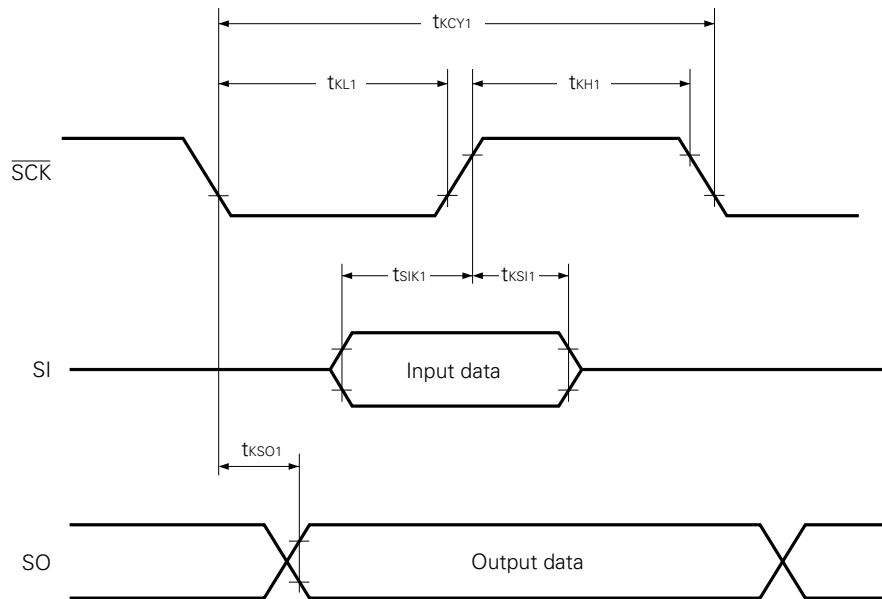 tKCY1
tKL1 tKH1
SCK
tSIK1 tKSI1
SI Input data
tKSO1
SO Output data